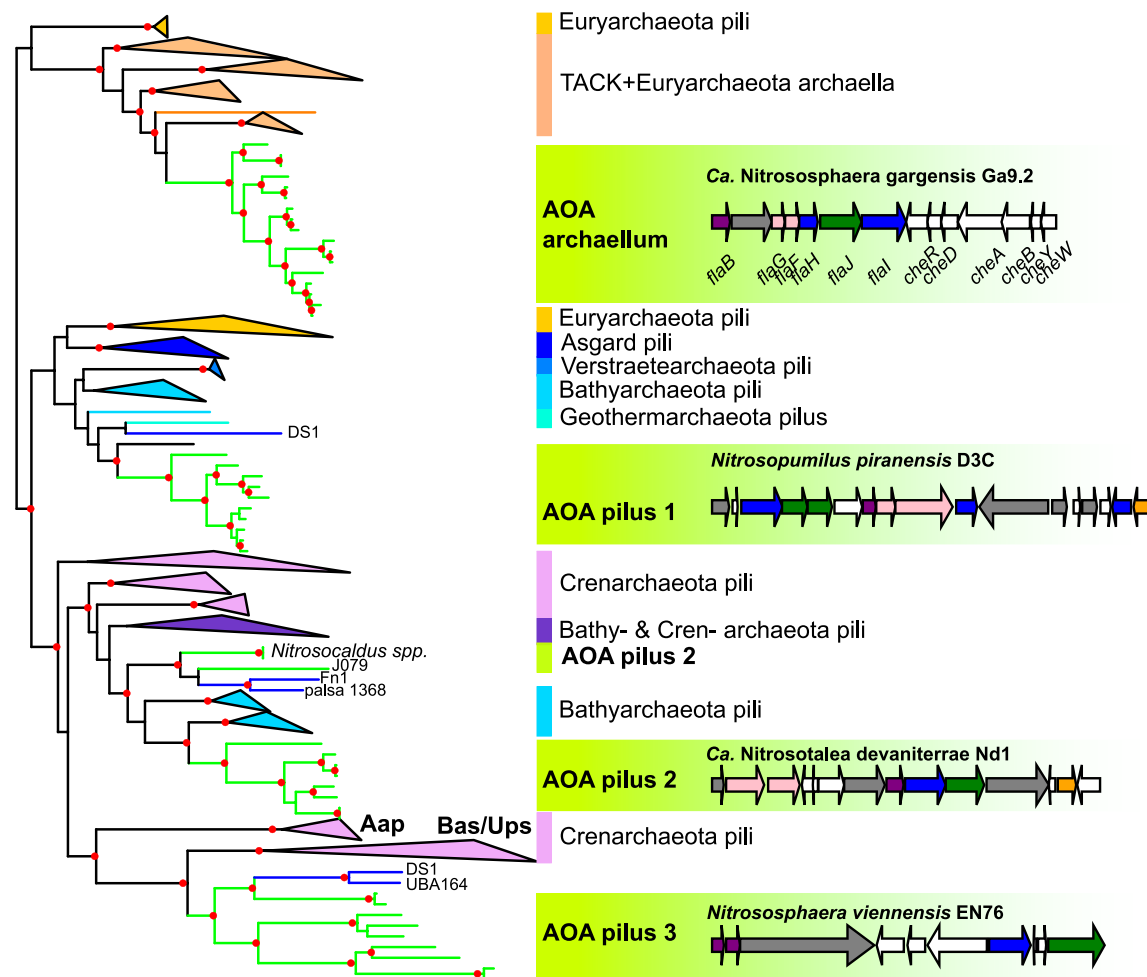 Euryarchaeota pili
TACK+Euryarchaeota archaella
AOA
archaellum
Ca. Nitrososphaera gargensis Ga9.2
flaB
flaG
flaF
flaH
flaJ
flaI
cheR
cheD
cheA
cheB
cheY
cheW
Euryarchaeota pili
Asgard pili
Verstraetearchaeota pili
Bathyarchaeota pili
Geothermarchaeota pilus
DS1
AOA pilus 1
Nitrosopumilus piranensis D3C
Crenarchaeota pili
Bathy- & Cren- archaeota pili
Nitrosocaldus spp.
AOA pilus 2
J079
Fn1
palsa 1368
Bathyarchaeota pili
AOA pilus 2
Ca. Nitrosotalea devaniterrae Nd1
Aap
Bas/Ups
Crenarchaeota pili
DS1
UBA164
AOA pilus 3
Nitrososphaera viennensis EN76